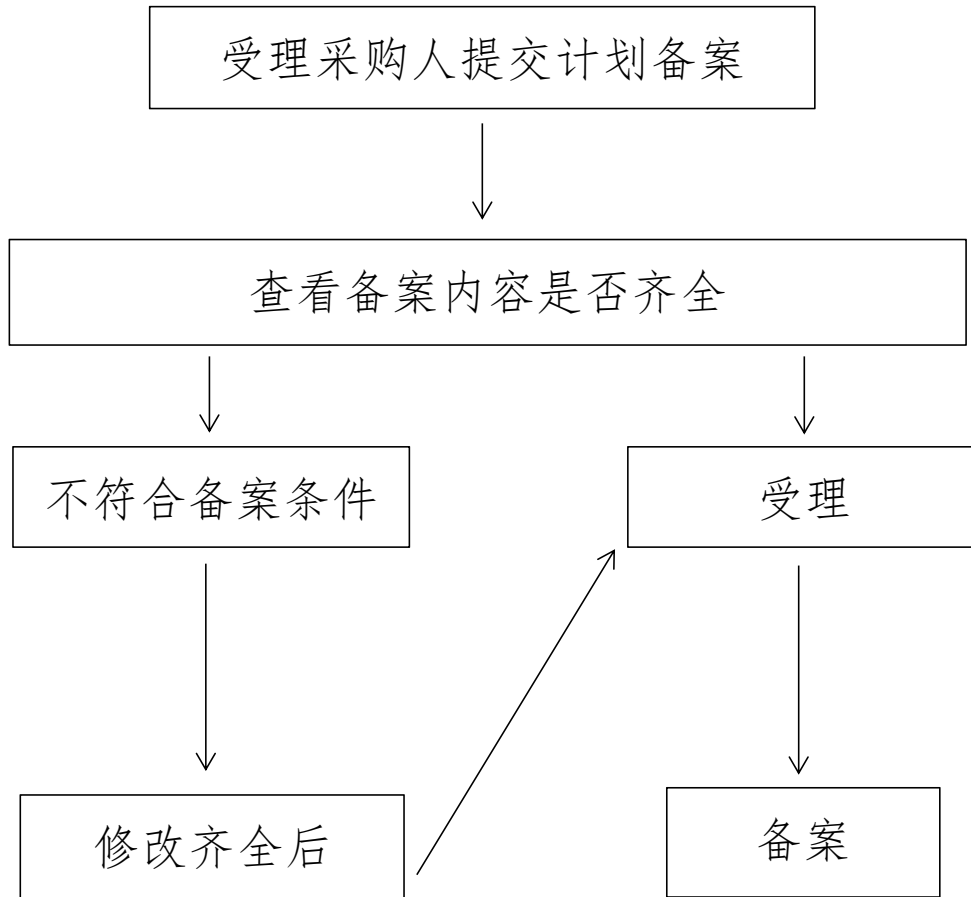 受理采购人提交计划备案
查看备案内容是否齐全
不符合备案条件
受理
修改齐全后
备案